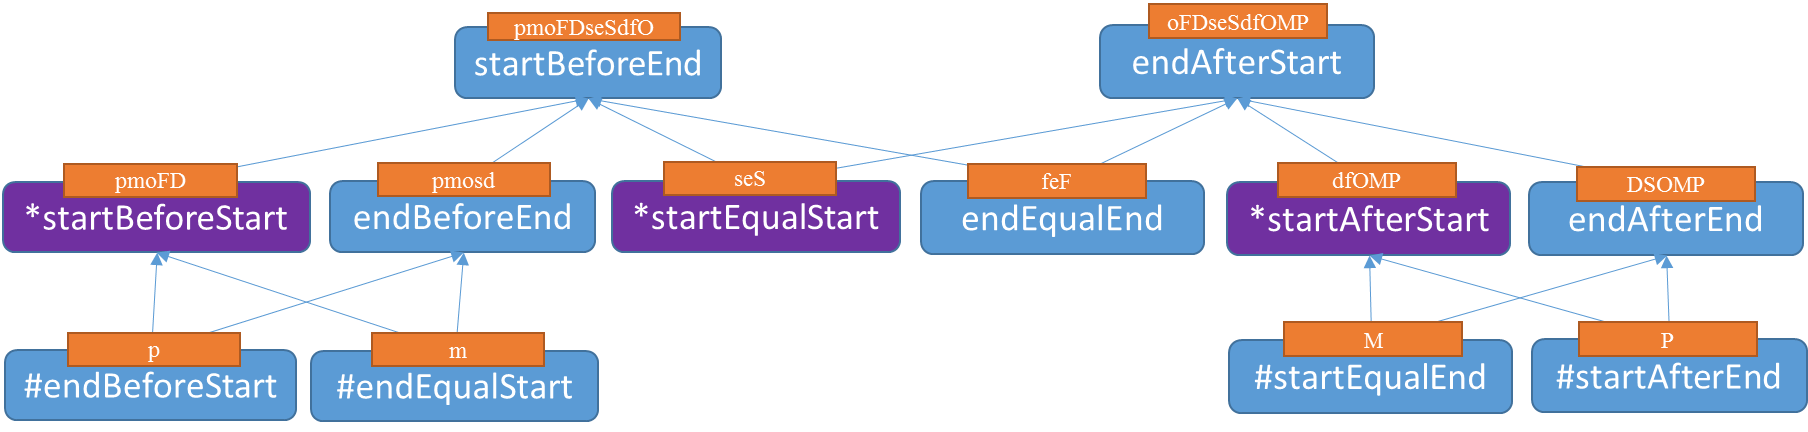 pmoFDseSdfO
startBeforeEnd
oFDseSdfOMP
endAfterStart
pmoFD
*startBeforeStart
pmosd
endBeforeEnd
seS
*startEqualStart
feF
endEqualEnd
dfOMP
*startAfterStart
DSOMP
endAfterEnd
p
#endBeforeStart
m
#endEqualStart
M
#startEqualEnd
P
#startAfterEnd